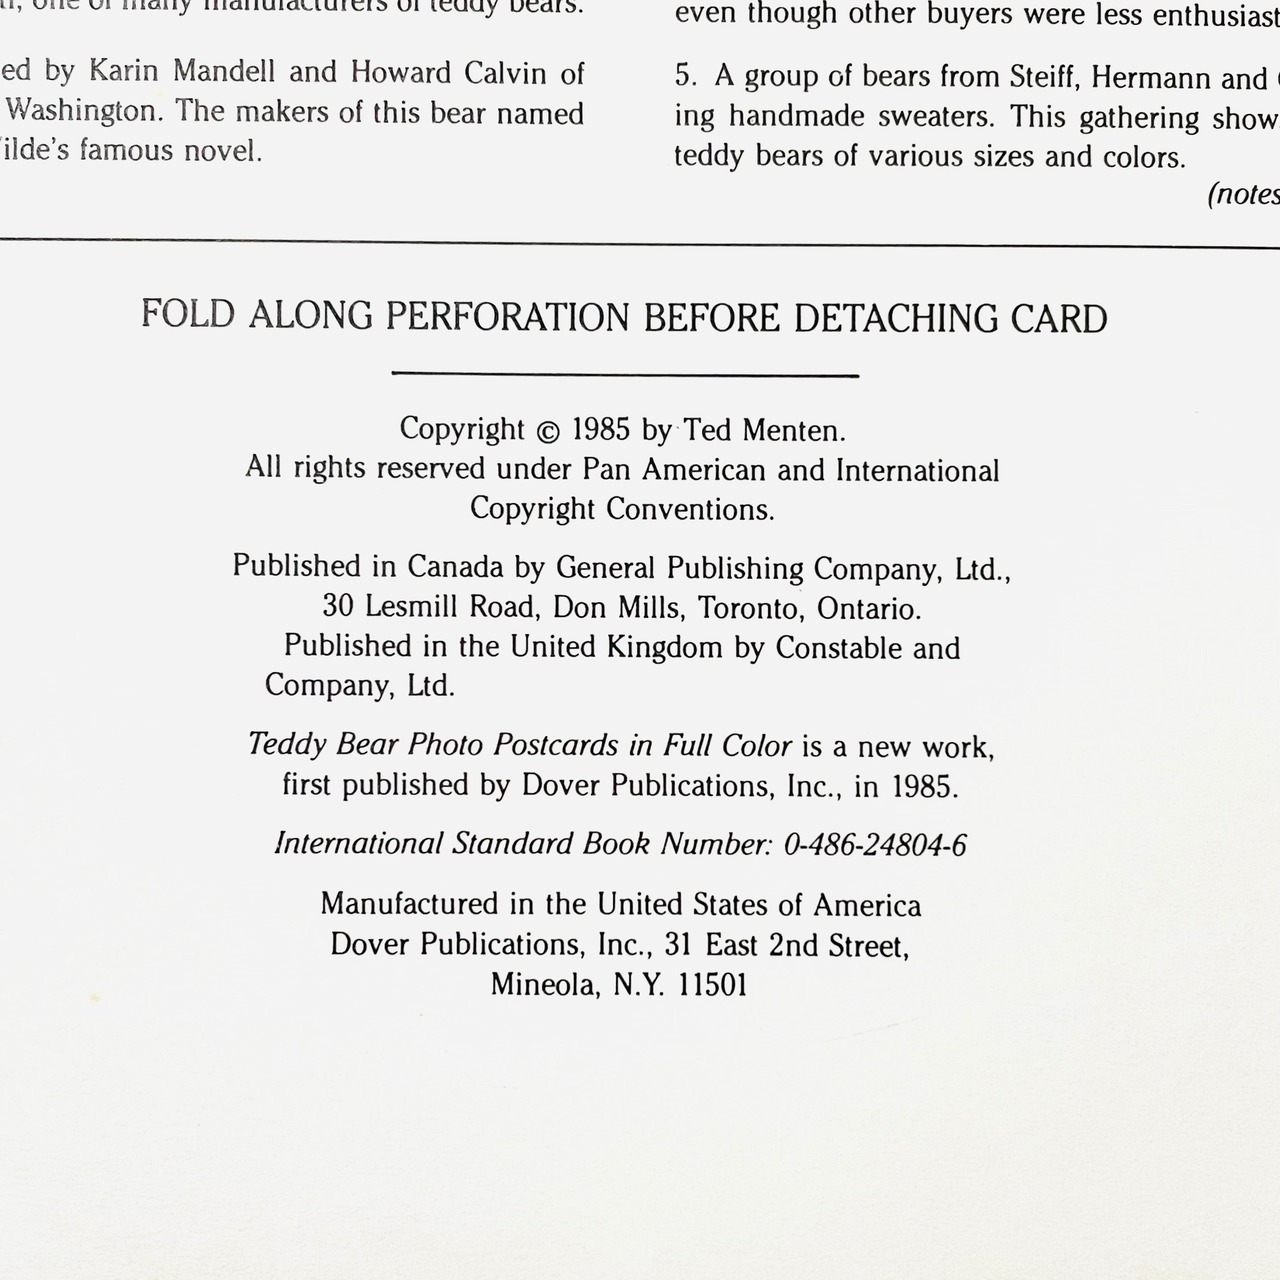 one of many manufacturers of teddy bears.
ed by Karin Mandell and Howard Calvin of
Washington. The makers of this bear named
ilde's famous novel.
even though other buyers were less enthusiast
5. A group of bears from Steiff, Hermann and
ing handmade sweaters. This gathering show
teddy bears of various sizes and colors.
(notes
FOLD ALONG PERFORATION BEFORE DETACHING CARD
Copyright © 1985 by Ted Menten.
All rights reserved under Pan American and International
Copyright Conventions.
Published in Canada by General Publishing Company, Ltd.,
30 Lesmill Road, Don Mills, Toronto, Ontario.
Published in the United Kingdom by Constable and
Company, Ltd.
Teddy Bear Photo Postcards in Full Color is a new work,
first published by Dover Publications, Inc., in 1985.
International Standard Book Number: 0-486-24804-6
Manufactured in the United States of America
Dover Publications, Inc., 31 East 2nd Street,
Mineola, N.Y. 11501